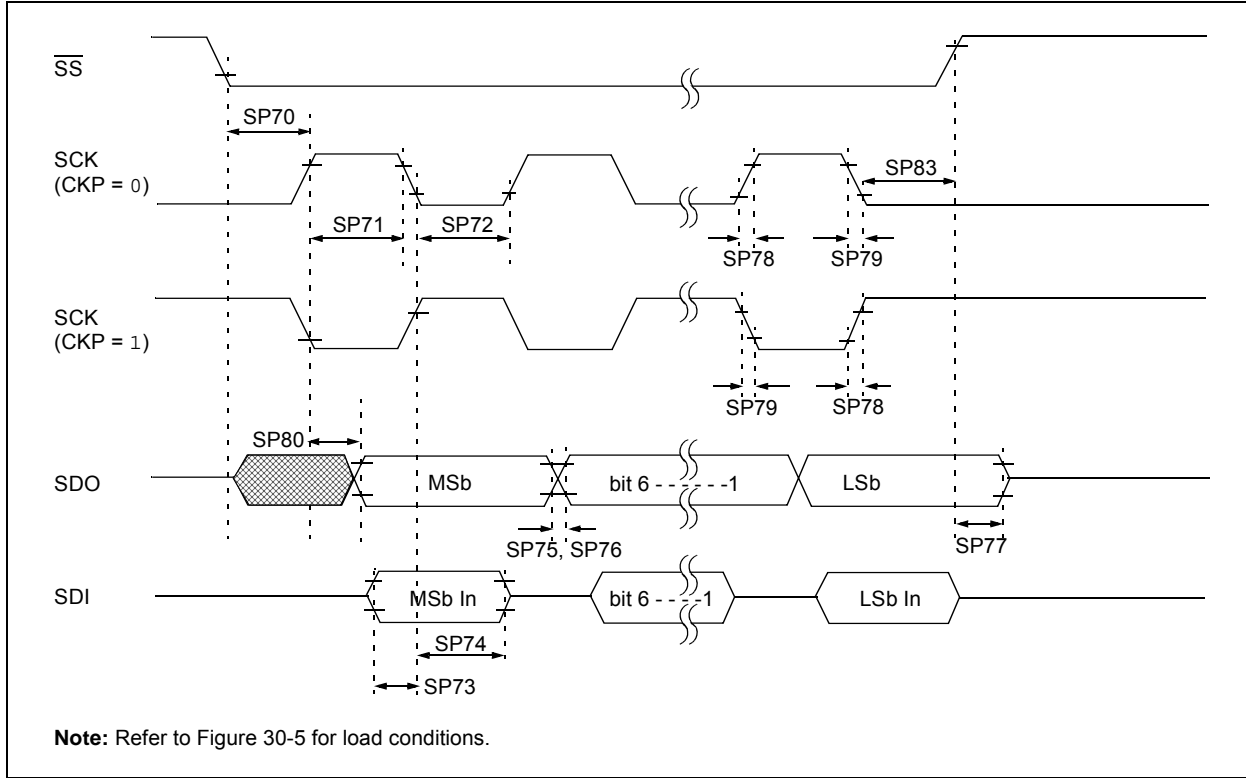 SS
SP70
SCK
(CKP = 0)
SP83
SP71
SP72
SP78
SP79
SCK
(CKP = 1)
SP79
SP78
SP80
SDO
MSb
bit 6 - - - - - - -1
LSb
SP75, SP76
SP77
SDI
MSb In
bit 6 - - - - -1
LSb In
SP74
SP73
Note: Refer to Figure 30-5 for load conditions.